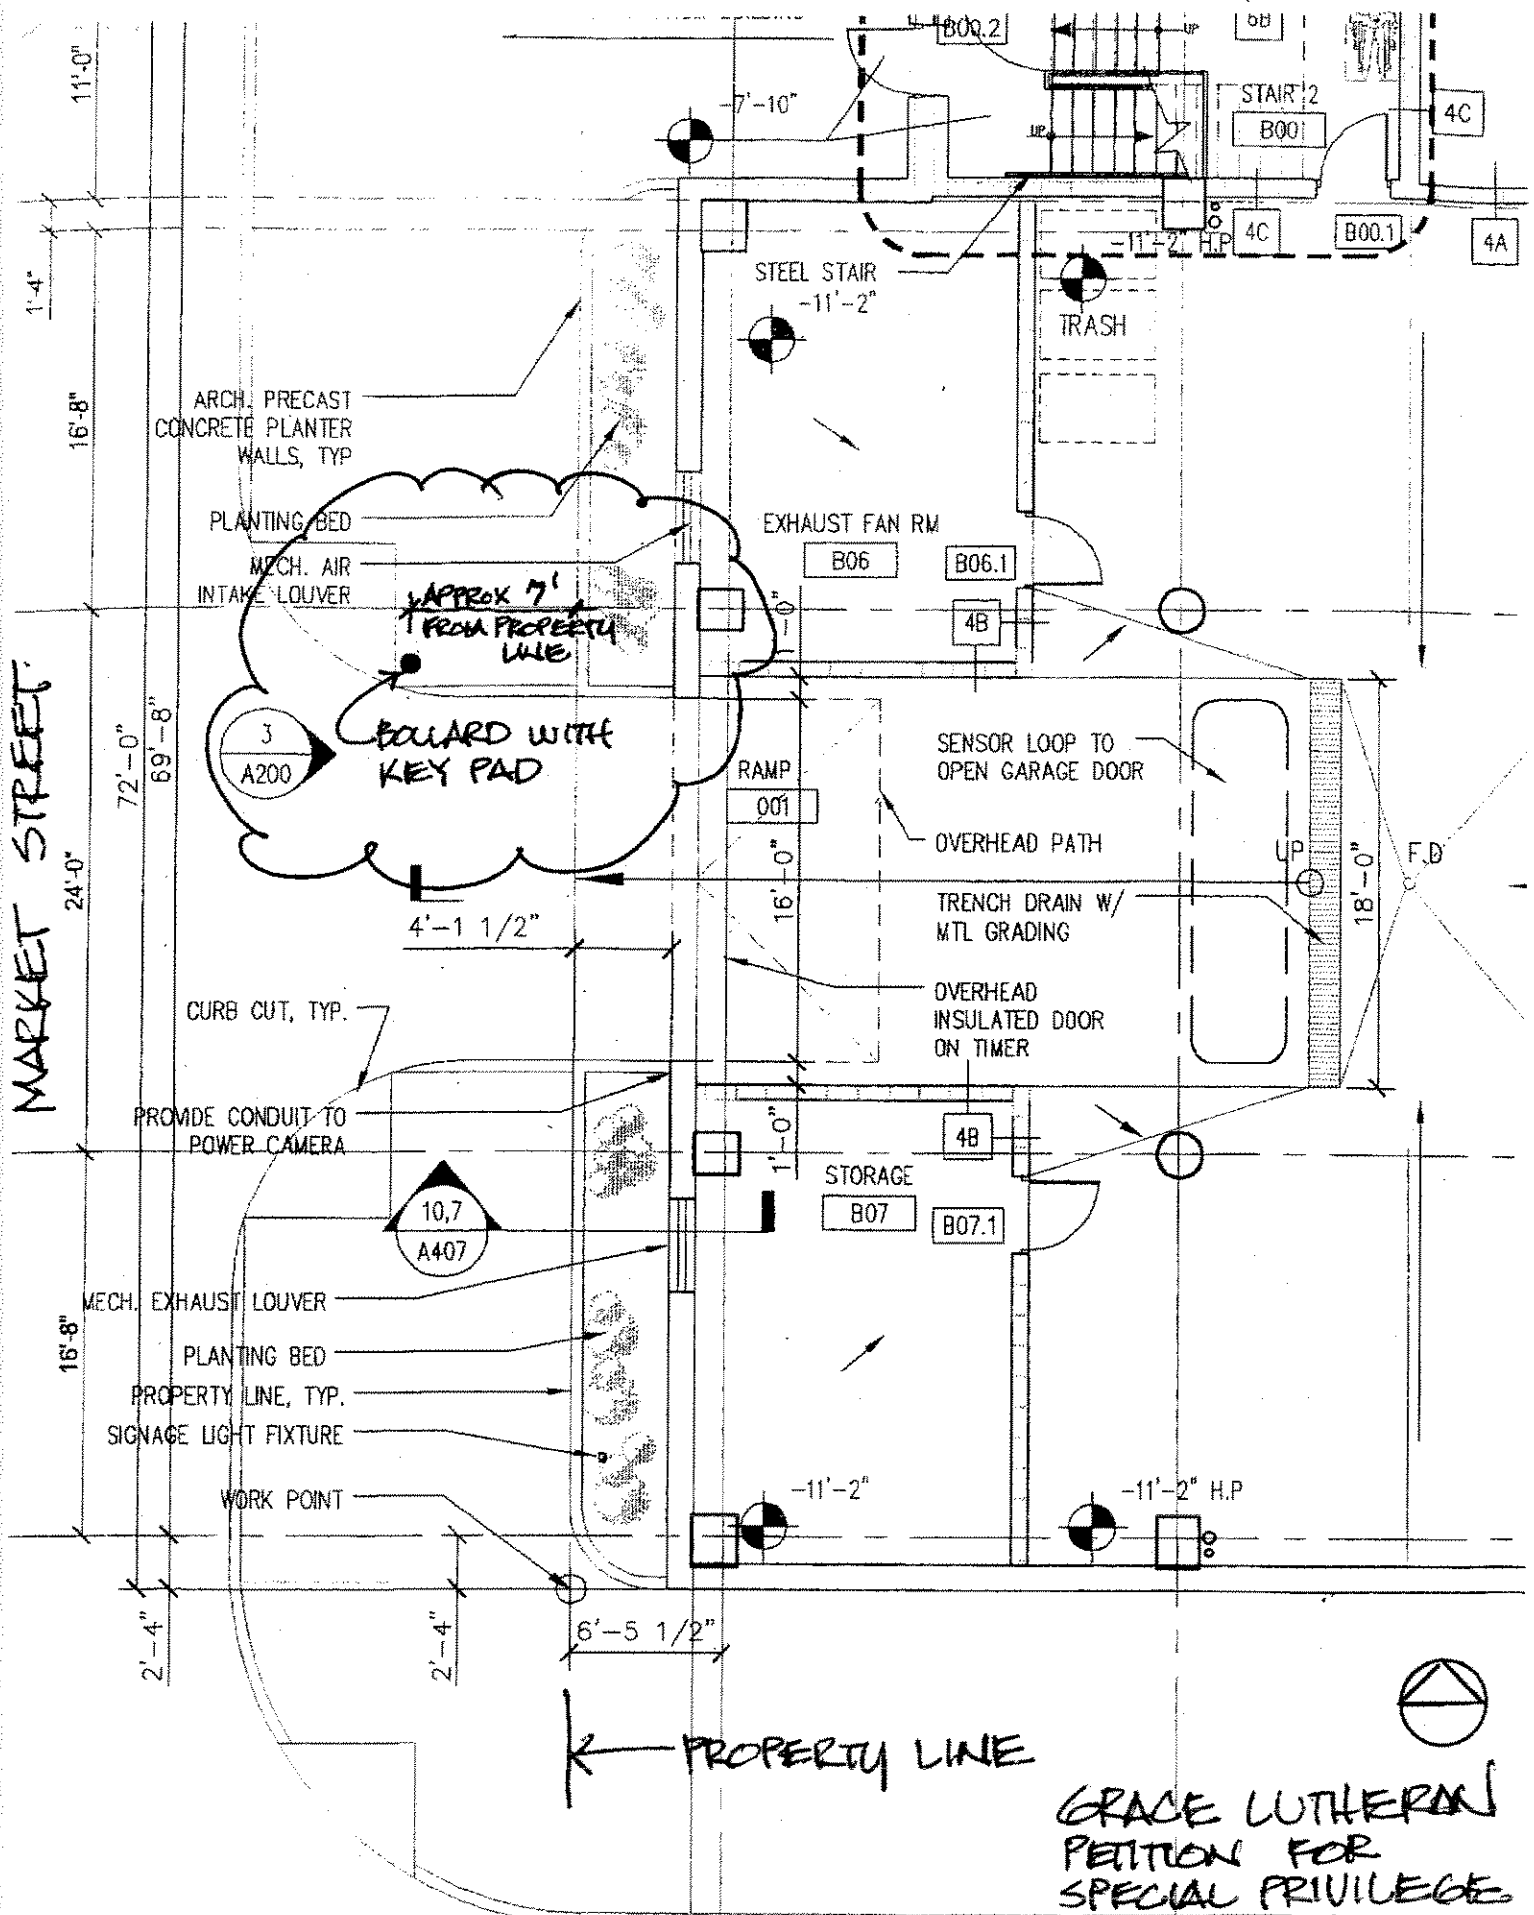 B00.2
UP
6B
11'-0"
-7'-10"
STAIR 2
B00
4C
UP
4C
B00.1
4A
-11'-2" H.P
STEEL STAIR
-11'-2"
TRASH
1'-4"
ARCH. PRECAST
CONCRETE PLANTER
WALLS, TYP
16'-8"
PLANTING BED
MECH. AIR
INTAKE LOUVER
EXHAUST FAN RM
B06
B06.1
APPROX 7'
FROM PROPERTY
LINE
4B
1'-0"
MARKET STREET
72'-0"
69'-8"
3
A200
BOLLARD WITH
KEY PAD
RAMP
001
SENSOR LOOP TO
OPEN GARAGE DOOR
OVERHEAD PATH
24'-0"
16'-0"
UP
18'-0"
F.D
4'-1 1/2"
TRENCH DRAIN W/
MTL GRADING
CURB CUT, TYP.
OVERHEAD
INSULATED DOOR
ON TIMER
PROVIDE CONDUIT TO
POWER CAMERA
1'-0"
4B
STORAGE
B07
B07.1
10,7
A407
MECH. EXHAUST LOUVER
16'-8"
PLANTING BED
PROPERTY LINE, TYP.
SIGNAGE LIGHT FIXTURE
WORK POINT
-11'-2"
-11'-2" H.P
2'-4"
2'-4"
6'-5 1/2"
PROPERTY LINE
GRACE LUTHERAN
PETITION FOR
SPECIAL PRIVILEGE